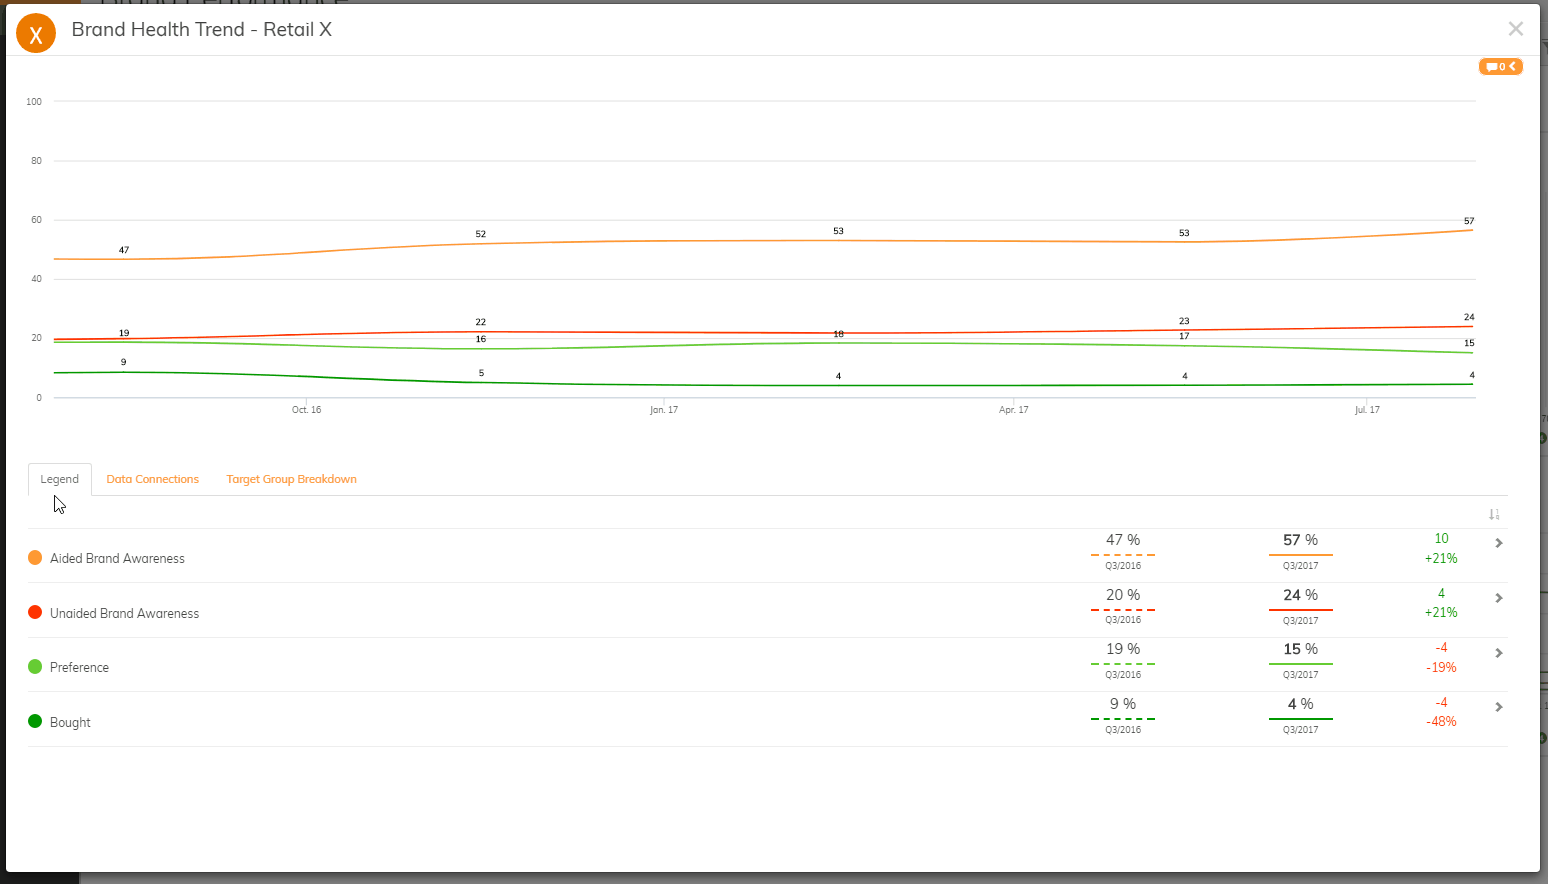 Brand Performance
X
Brand Health Trend - Retail X
0
100
80
60
40
20
0
47
52
53
53
57
19
22
18
23
24
16
17
15
9
5
4
4
4
Oct. 16
Jan. 17
Apr. 17
Jul. 17
Legend
Data Connections
Target Group Breakdown
Aided Brand Awareness
47 %
Q3/2016
57 %
Q3/2017
10
+21%
Unaided Brand Awareness
20 %
Q3/2016
24 %
Q3/2017
4
+21%
Preference
19 %
Q3/2016
15 %
Q3/2017
-4
-19%
Bought
9 %
Q3/2016
4 %
Q3/2017
-4
-48%